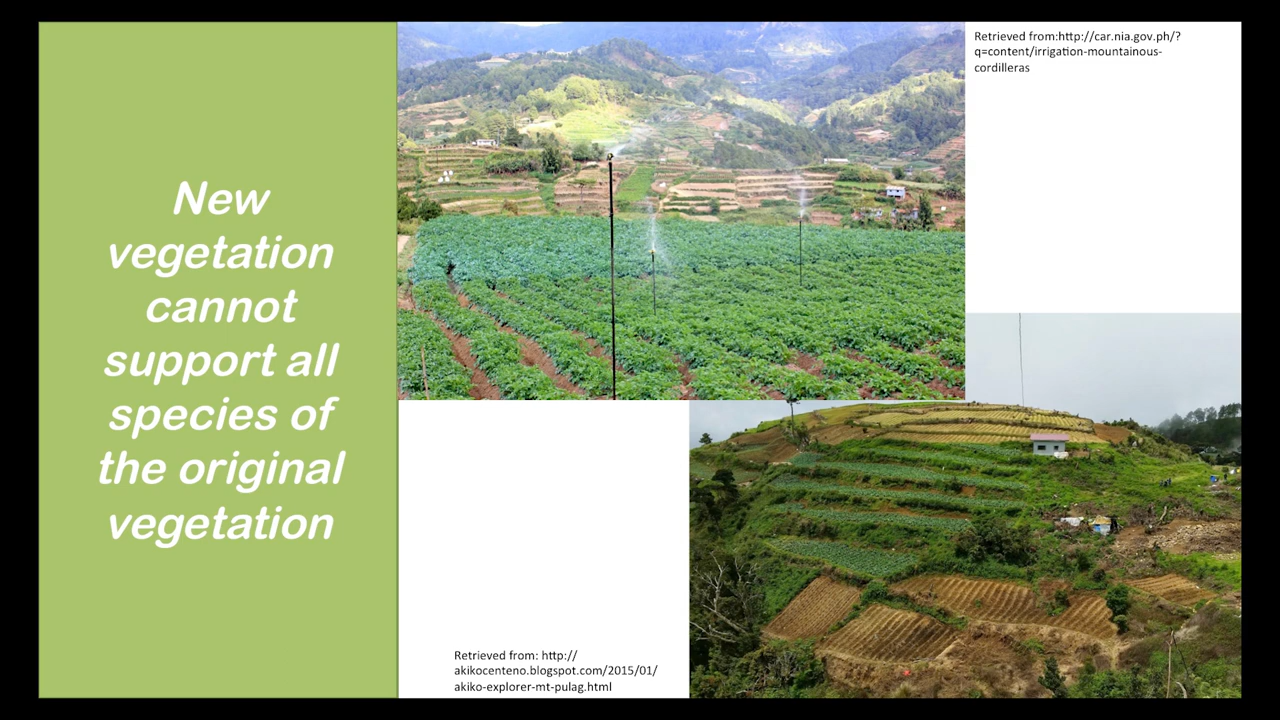 New
vegetation
cannot
support all
species of
the original
vegetation
Retrieved from:http://car.nia.gov.ph/?
q=content/irrigation-mountainous-
cordilleras
Retrieved from: http://
akikocenteno.blogspot.com/2015/01/
akiko-explorer-mt-pulag.html